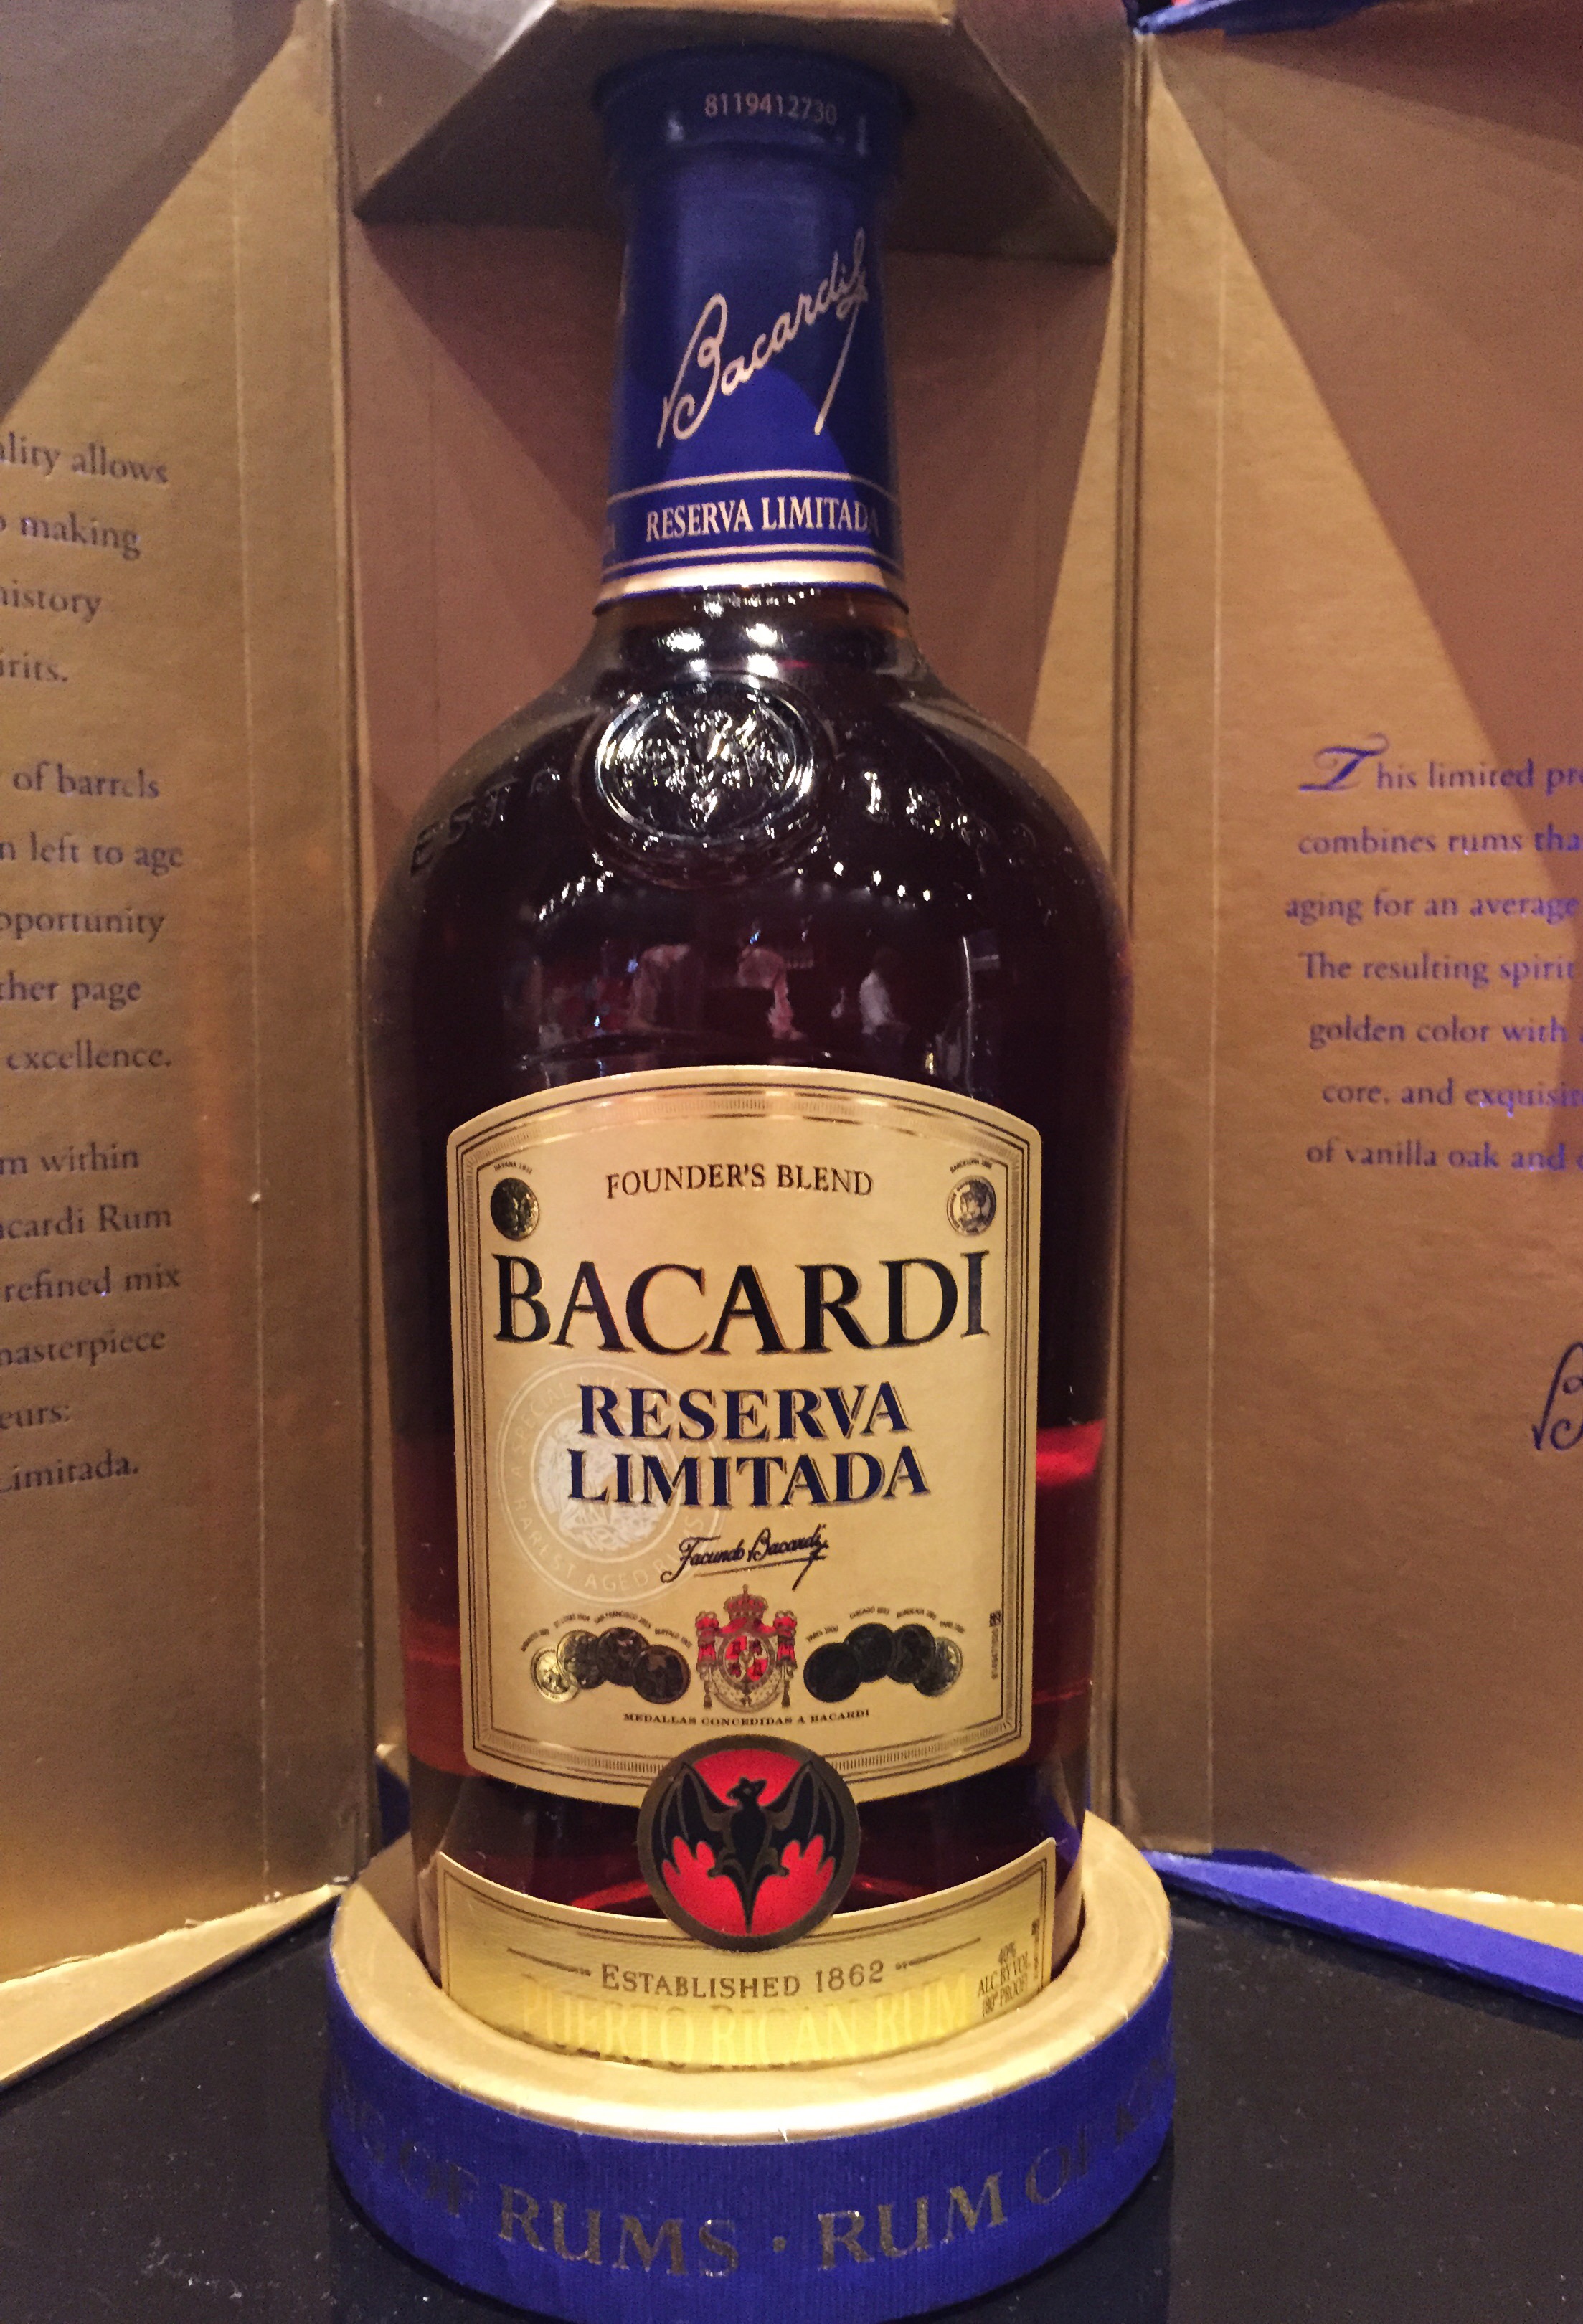 8119412730
Bacardi
RESERVA LIMITADA
ality allows
making
history
irits.
of barrels
left to age
pportunity
ther page
excellence.
m within
acardi Rum
refined mix
masterpiece
eurs:
Limitada.
This limited pr
combines rums tha
aging for an average
The resulting spirit
golden color with
core, and exquisi
of vanilla oak and
FOUNDER'S BLEND
BACARDI
RESERVA
LIMITADA
Facundo Bacardi
MEDALLAS CONCEDIDAS A BACARDI
ESTABLISHED 1862
PUERTO RICAN RUM
40%
ALC. BY VOL.
(80° PROOF)
OF RUMS · RUM OF